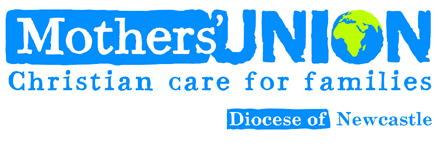 Mothers' UNION
Christian care for families
Diocese of Newcastle